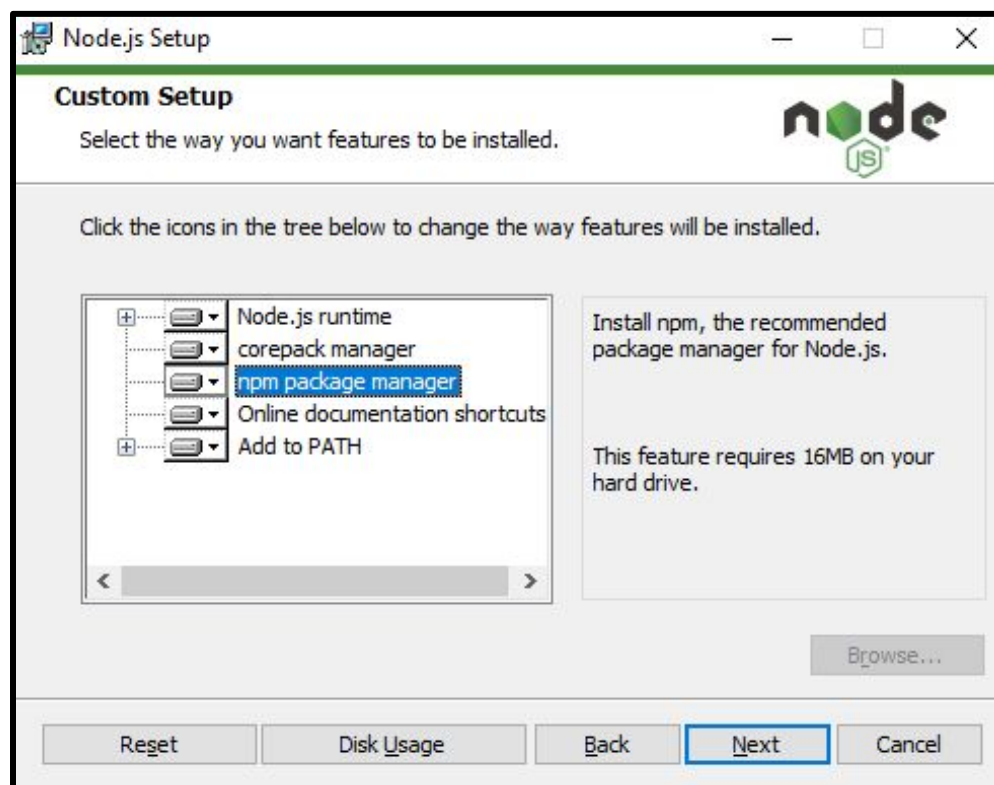 Node.js Setup
Custom Setup
Select the way you want features to be installed.
node
JS
Click the icons in the tree below to change the way features will be installed.
Node.js runtime
corepack manager
npm package manager
Online documentation shortcuts
Add to PATH
Install npm, the recommended
package manager for Node.js.
This feature requires 16MB on your
hard drive.
Browse...
Reset
Disk Usage
Back
Next
Cancel